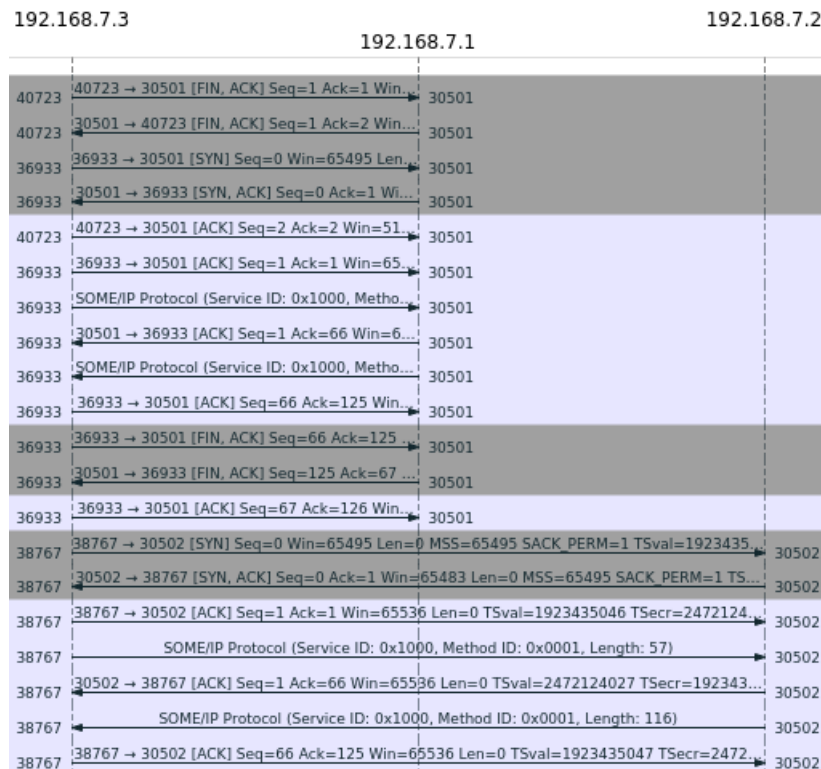 192.168.7.3
192.168.7.2
192.168.7.1
40723 → 30501 [FIN, ACK] Seq=1 Ack=1 Win...
40723 30501
30501 → 40723 [FIN, ACK] Seq=1 Ack=2 Win...
40723 30501
36933 → 30501 [SYN] Seq=0 Win=65495 Len...
36933 30501
30501 → 36933 [SYN, ACK] Seq=0 Ack=1 Wi...
36933 30501
40723 → 30501 [ACK] Seq=2 Ack=2 Win=51...
40723 30501
36933 → 30501 [ACK] Seq=1 Ack=1 Win=65...
36933 30501
SOME/IP Protocol (Service ID: 0x1000, Metho...
36933 30501
30501 → 36933 [ACK] Seq=1 Ack=66 Win=6...
36933 30501
SOME/IP Protocol (Service ID: 0x1000, Metho...
36933 30501
36933 → 30501 [ACK] Seq=66 Ack=125 Win...
36933 30501
36933 → 30501 [FIN, ACK] Seq=66 Ack=125 ...
36933 30501
30501 → 36933 [FIN, ACK] Seq=125 Ack=67 ...
36933 30501
36933 → 30501 [ACK] Seq=67 Ack=126 Win...
36933 30501
38767 → 30502 [SYN] Seq=0 Win=65495 Len=0 MSS=65495 SACK_PERM=1 TSval=1923435...
38767 30502
30502 → 38767 [SYN, ACK] Seq=0 Ack=1 Win=65483 Len=0 MSS=65495 SACK_PERM=1 TS...
38767 30502
38767 → 30502 [ACK] Seq=1 Ack=1 Win=65536 Len=0 TSval=1923435046 TSecr=2472124...
38767 30502
SOME/IP Protocol (Service ID: 0x1000, Method ID: 0x0001, Length: 57)
38767 30502
30502 → 38767 [ACK] Seq=1 Ack=66 Win=65536 Len=0 TSval=2472124027 TSecr=192343...
38767 30502
SOME/IP Protocol (Service ID: 0x1000, Method ID: 0x0001, Length: 116)
38767 30502
38767 → 30502 [ACK] Seq=66 Ack=125 Win=65536 Len=0 TSval=1923435047 TSecr=2472...
38767 30502